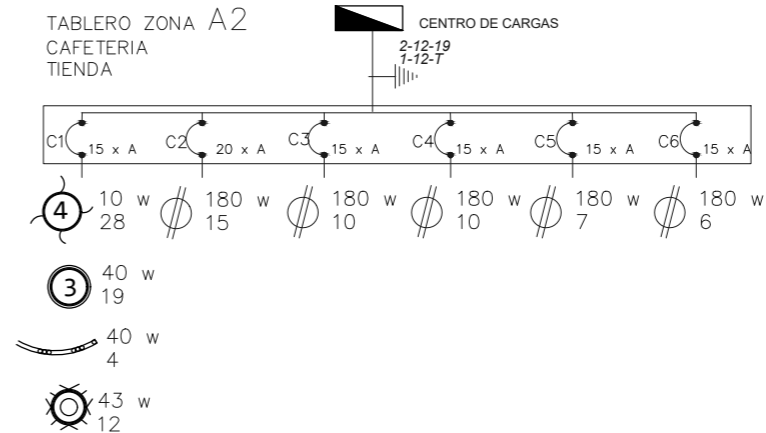 TABLERO ZONA A2
CAFETERIA
TIENDA
CENTRO DE CARGAS
2-12-19
1-12-T
C1 15 x A
C2 20 x A
C3 15 x A
C4 15 x A
C5 15 x A
C6 15 x A
4 10 w
28
180 w
15
180 w
10
180 w
10
180 w
7
180 w
6
3 40 w
19
40 w
4
43 w
12